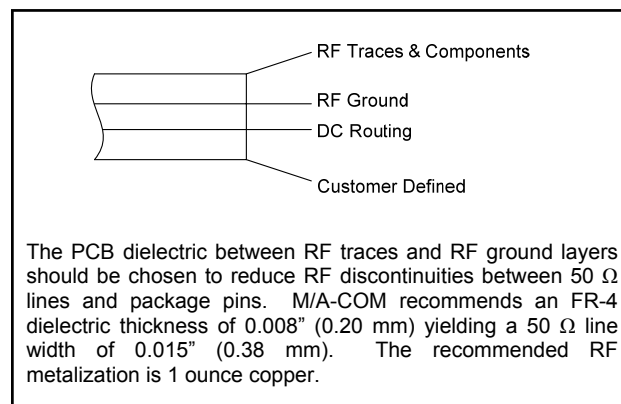 RF Traces & Components
RF Ground
DC Routing
Customer Defined
The PCB dielectric between RF traces and RF ground layers
should be chosen to reduce RF discontinuities between 50 Ω
lines and package pins. M/A-COM recommends an FR-4
dielectric thickness of 0.008” (0.20 mm) yielding a 50 Ω line
width of 0.015” (0.38 mm). The recommended RF
metalization is 1 ounce copper.